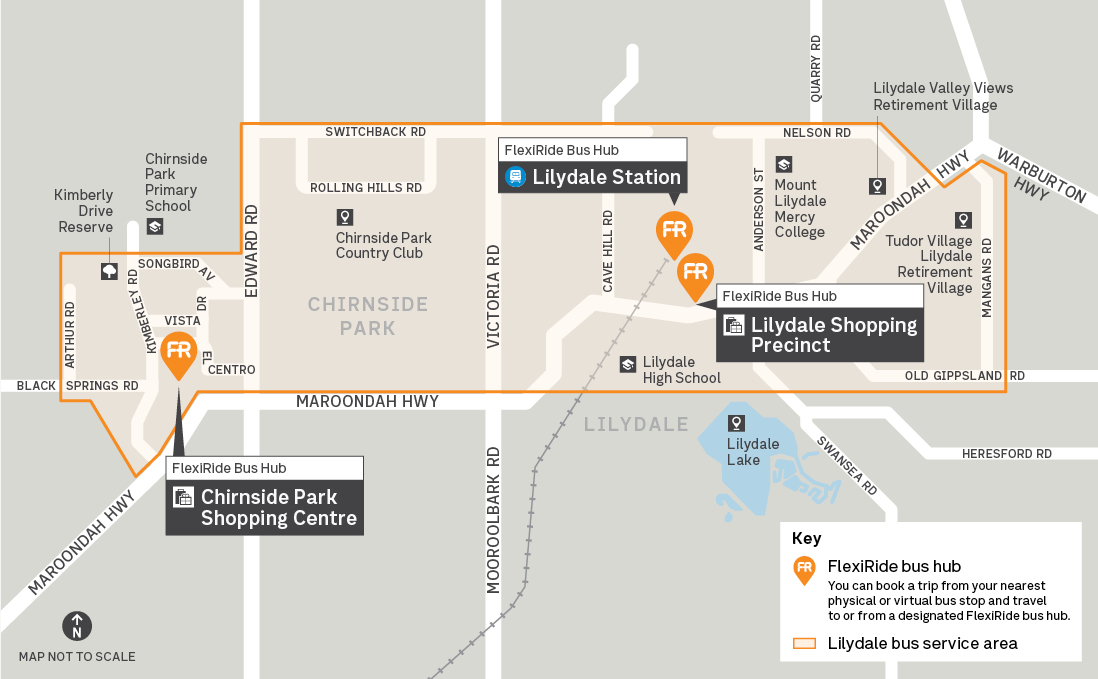 QUARRY RD
Lilydale Valley Views
Retirement Village
SWITCHBACK RD
NELSON RD
FlexiRide Bus Hub
Lilydale Station
Chirnside
Park
Primary
School
Kimberly
Drive
Reserve
ROLLING HILLS RD
Chirnside Park
Country Club
EDWARD RD
VICTORIA RD
CAVE HILL RD
FR
FR
ANDERSON ST
Mount
Lilydale
Mercy
College
MAROONDAH HWY
WARBURTON
HWY
Tudor Village
Lilydale
Retirement
Village
MANGANS RD
SONGBIRD AV
ARTHUR RD
KIMBERLEY RD
VISTA
DR
FR
EL
CENTRO
CHIRNSIDE
PARK
FlexiRide Bus Hub
Lilydale Shopping
Precinct
Lilydale
High School
BLACK SPRINGS RD
OLD GIPPSLAND RD
MAROONDAH HWY
LILYDALE
Lilydale
Lake
SWANSEA RD
HERESFORD RD
FlexiRide Bus Hub
Chirnside Park
Shopping Centre
MOOROOLBARK RD
MAROONDAH HWY
N
MAP NOT TO SCALE
Key
FR
FlexiRide bus hub
You can book a trip from your nearest
physical or virtual bus stop and travel
to or from a designated FlexiRide bus hub.
Lilydale bus service area